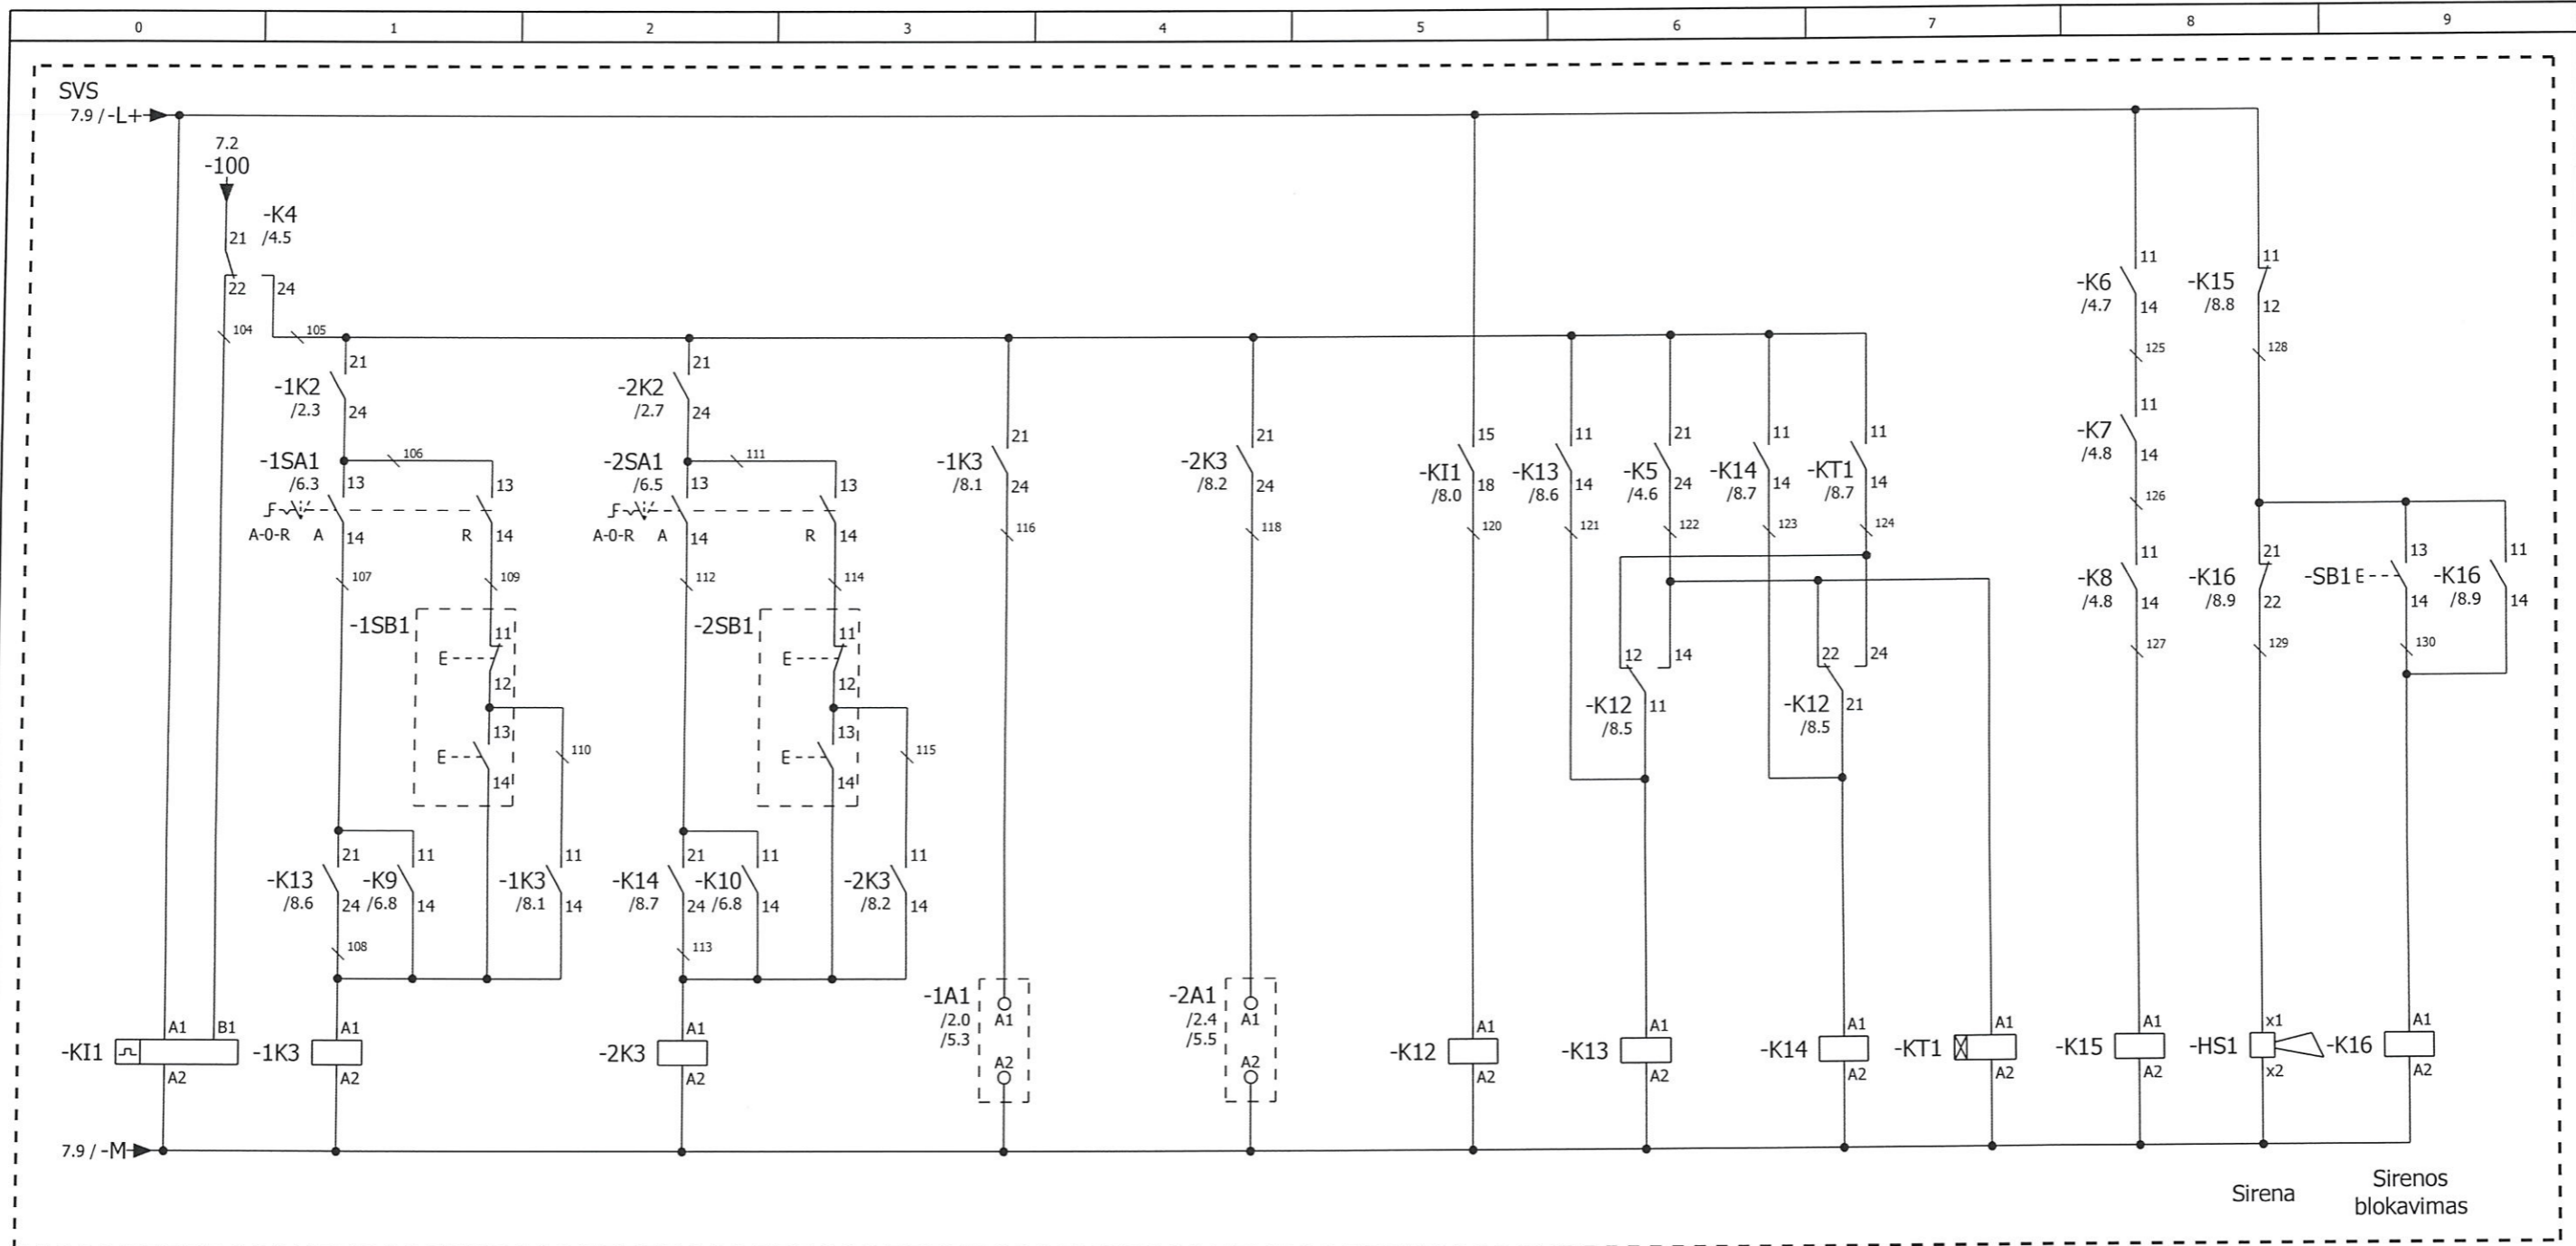 0 1 2 3 4 5 6 7 8 9
SVS
7.9 / -L+
7.2
-100
-K4
21 /4.5
22 24
104 105
21
-1K2
/2.3 24
106
-1SA1
/6.3 13 13
A-0-R A 14 R 14
107 109
-1SB1
11
E
12
13
E
14
110
21 11 11
-K13 -K9 -1K3
/8.6 24 /6.8 14 /8.1 14
108
21
-2K2
/2.7 24
111
-2SA1
/6.5 13 13
A-0-R A 14 R 14
112 114
-2SB1
11
E
12
13
E
14
115
21 11 11
-K14 -K10 -2K3
/8.7 24 /6.8 14 /8.2 14
113
21
-1K3
/8.1 24
116
21
-2K3
/8.2 24
118
15 11 21 11 11
-KI1 -K13 -K5 -K14 -KT1
/8.0 18 /8.6 14 /4.6 24 /8.7 14 /8.7 14
120 121 122 123 124
12 14 22 24
-K12 11 -K12 21
/8.5 /8.5
11 11
-K6 -K15
/4.7 14 /8.8 12
125 128
11
-K7
/4.8 14
126
11 21 13 11
-K8 -K16 -SB1 E -K16
/4.8 14 /8.9 22 14 /8.9 14
127 129 130
-1A1
/2.0 A1
/5.3
A2
-2A1
/2.4 A1
/5.5
A2
A1 B1 A1 A1 A1 A1 A1 A1 A1 x1 A1
-KI1 -1K3 -2K3 -K12 -K13 -K14 -KT1 -K15 -HS1 -K16
A2 A2 A2 A2 A2 A2 A2 A2 x2 A2
7.9 / -M
Sirena
Sirenos
blokavimas